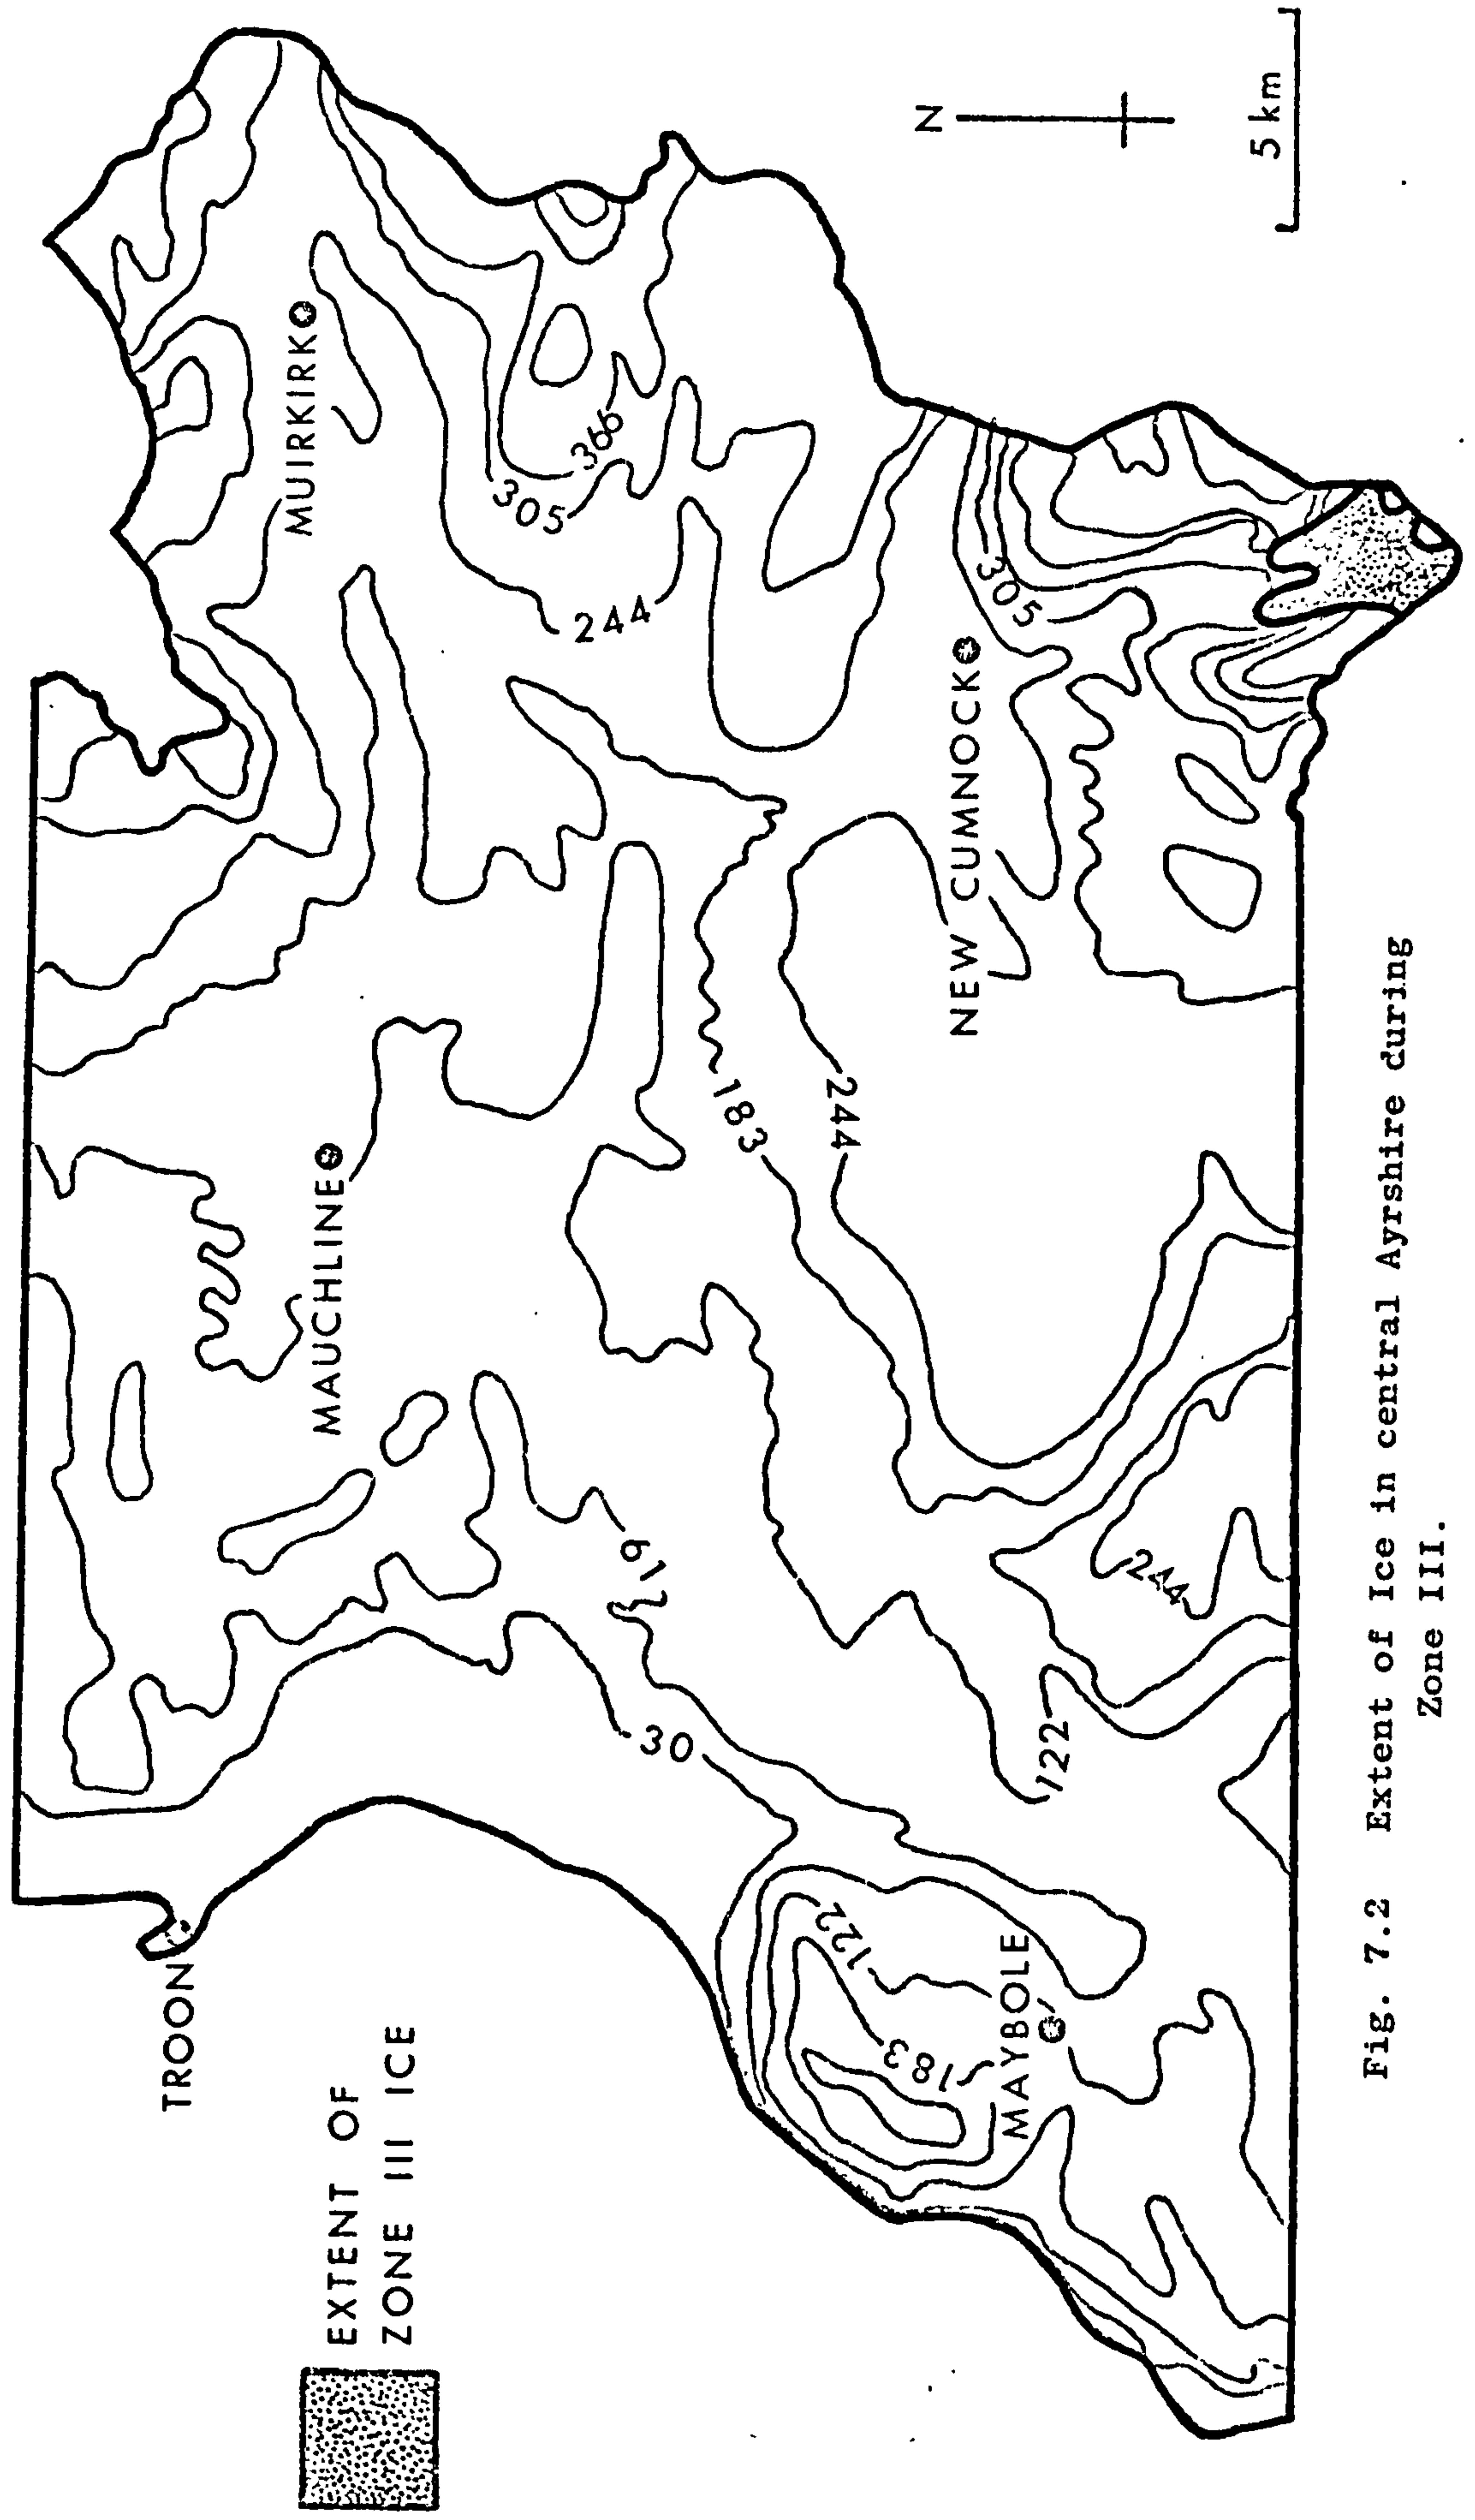 TROON
EXTENT OF
ZONE III ICE
MUIRKIRK
MAUCHLINE
366
305
244
61
30
183
244
N
NEW CUMNOCK
305
122
183
MAYBOLE
122
244
5 km
Fig. 7.2 Extent of Ice in central Ayrshire during
Zone III.